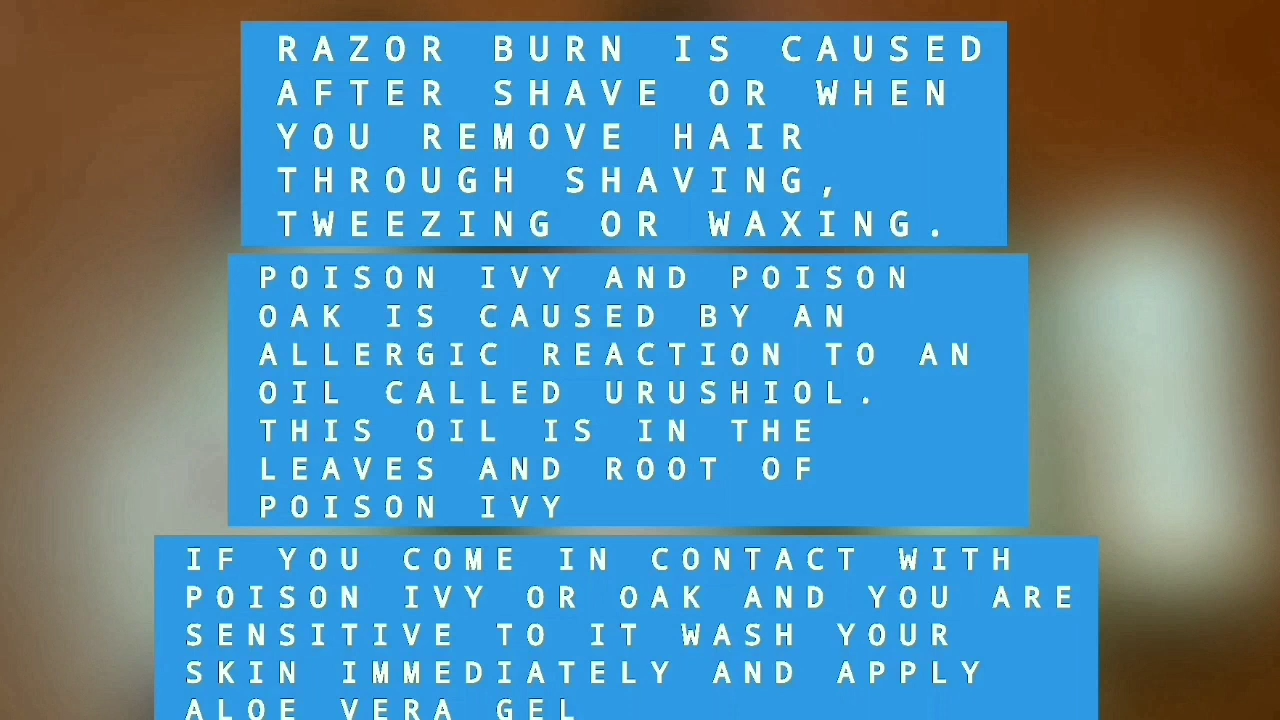 RAZOR BURN IS CAUSED
AFTER SHAVE OR WHEN
YOU REMOVE HAIR
THROUGH SHAVING,
TWEEZING OR WAXING.
POISON IVY AND POISON
OAK IS CAUSED BY AN
ALLERGIC REACTION TO AN
OIL CALLED URUSHIOL.
THIS OIL IS IN THE
LEAVES AND ROOT OF
POISON IVY
IF YOU COME IN CONTACT WITH
POISON IVY OR OAK AND YOU ARE
SENSITIVE TO IT WASH YOUR
SKIN IMMEDIATELY AND APPLY
ALOE VERA GEL